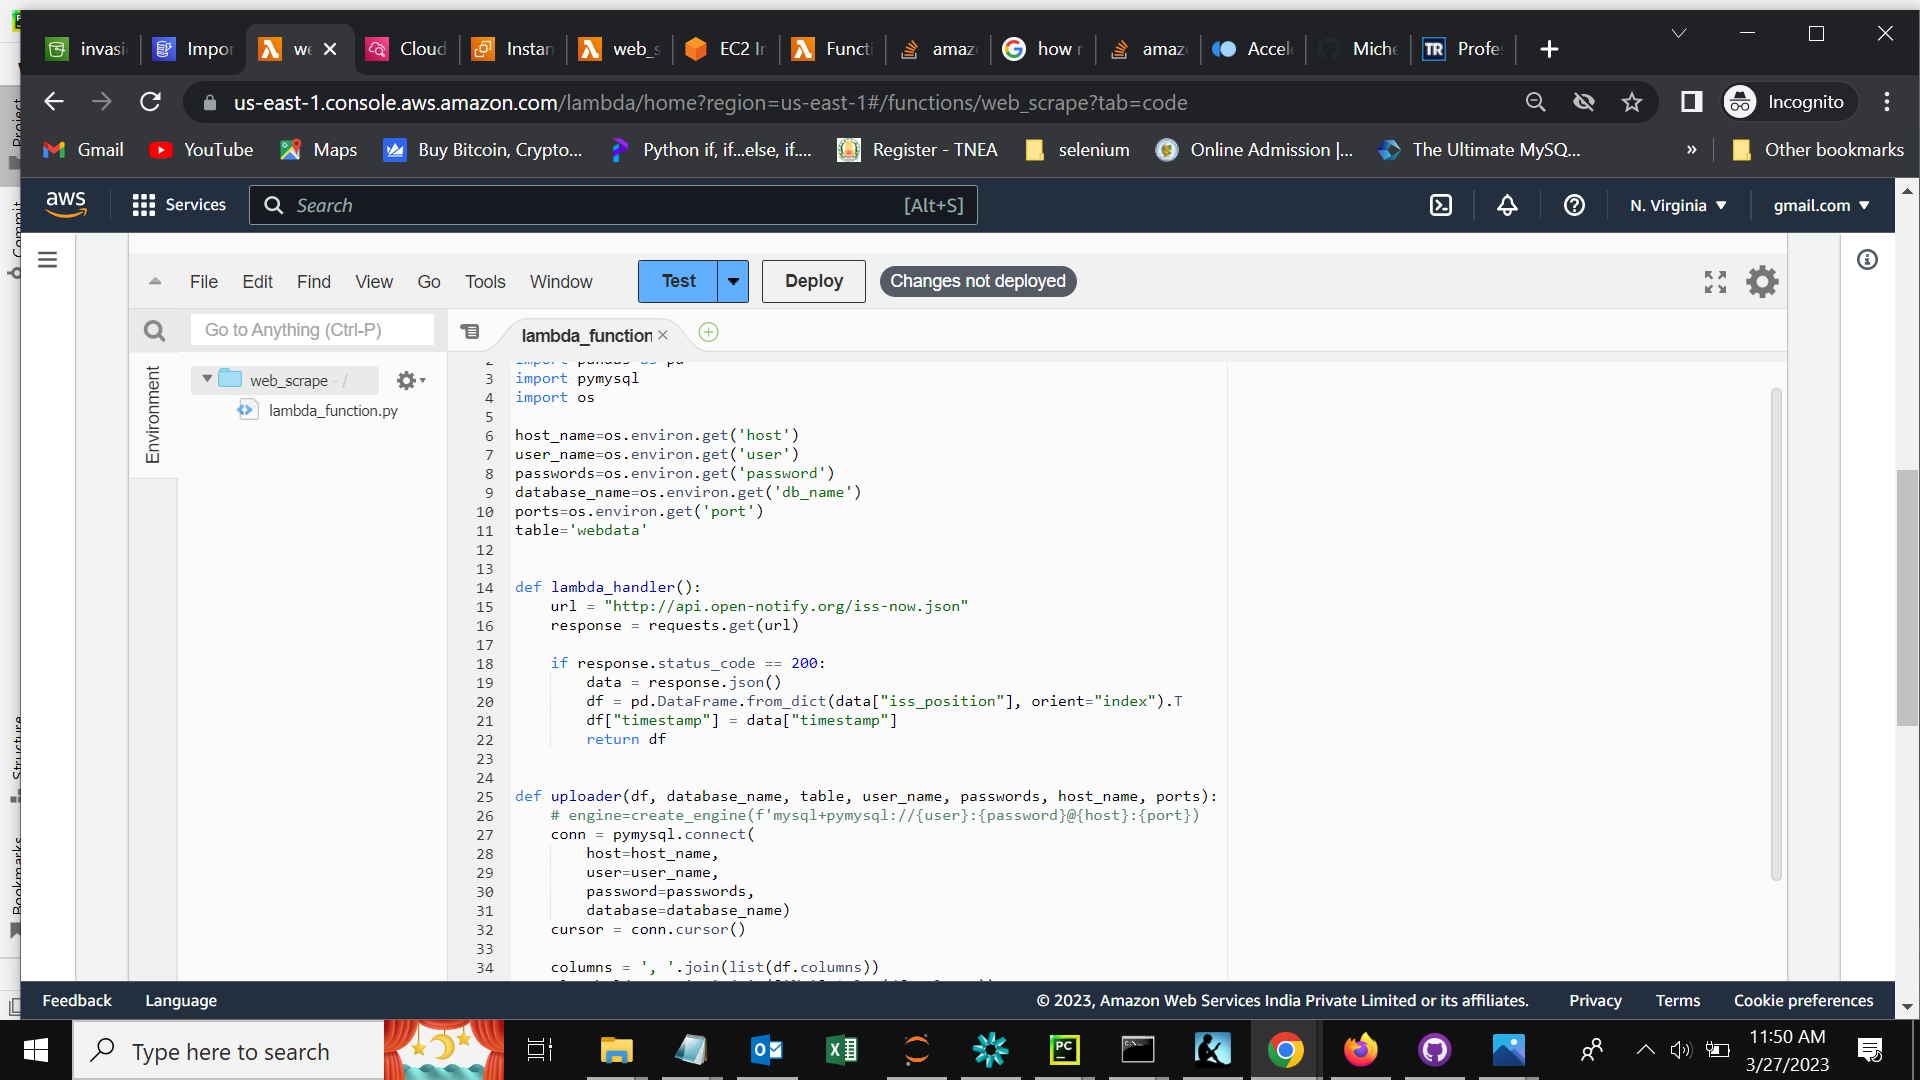 invasi
Impor
we
Cloud
Instan
web_s
EC2 In
Functi
amaz
how r
amaz
Accel
Miche
TR Profes
us-east-1.console.aws.amazon.com/lambda/home?region=us-east-1#/functions/web_scrape?tab=code
Incognito
Gmail
YouTube
Maps
Buy Bitcoin, Crypto...
Python if, if...else, if....
Register - TNEA
selenium
Online Admission |...
The Ultimate MySQ...
»
Other bookmarks
aws
Services
Search
[Alt+S]
N. Virginia
gmail.com
Project
Commit
Structure
Bookmarks
File Edit Find View Go Tools Window
Test
Deploy
Changes not deployed
Go to Anything (Ctrl-P)
lambda_function
Environment
web_scrape - /
lambda_function.py
2 import pandas as pd
3 import pymysql
4 import os
5
6 host_name=os.environ.get('host')
7 user_name=os.environ.get('user')
8 passwords=os.environ.get('password')
9 database_name=os.environ.get('db_name')
10 ports=os.environ.get('port')
11 table='webdata'
12
13
14 def lambda_handler():
15 url = "http://api.open-notify.org/iss-now.json"
16 response = requests.get(url)
17
18 if response.status_code == 200:
19 data = response.json()
20 df = pd.DataFrame.from_dict(data["iss_position"], orient="index").T
21 df["timestamp"] = data["timestamp"]
22 return df
23
24
25 def uploader(df, database_name, table, user_name, passwords, host_name, ports):
26 # engine=create_engine(f'mysql+pymysql://{user}:{password}@{host}:{port})
27 conn = pymysql.connect(
28 host=host_name,
29 user=user_name,
30 password=passwords,
31 database=database_name)
32 cursor = conn.cursor()
33
34 columns = ', '.join(list(df.columns))
Feedback
Language
© 2023, Amazon Web Services India Private Limited or its affiliates.
Privacy
Terms
Cookie preferences
Type here to search
PC
11:50 AM
3/27/2023